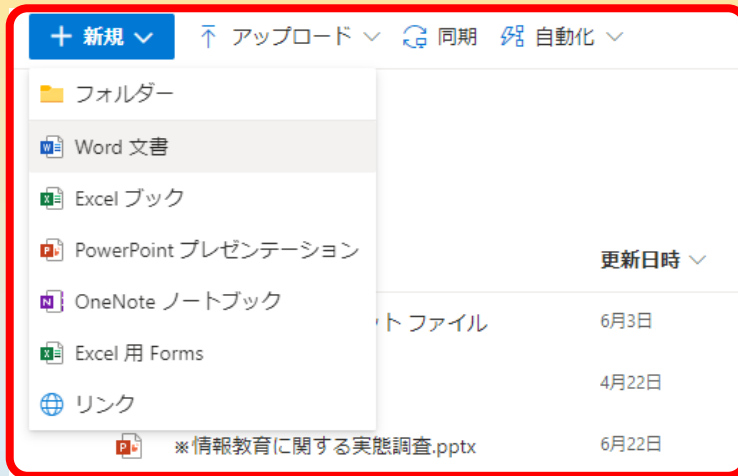 ＋ 新規 アップロード 同期 自動化
フォルダー
Word 文書
Excel ブック
PowerPoint プレゼンテーション
更新日時
OneNote ノートブック
ット ファイル 6月3日
Excel 用 Forms
4月22日
リンク
※情報教育に関する実態調査.pptx 6月22日